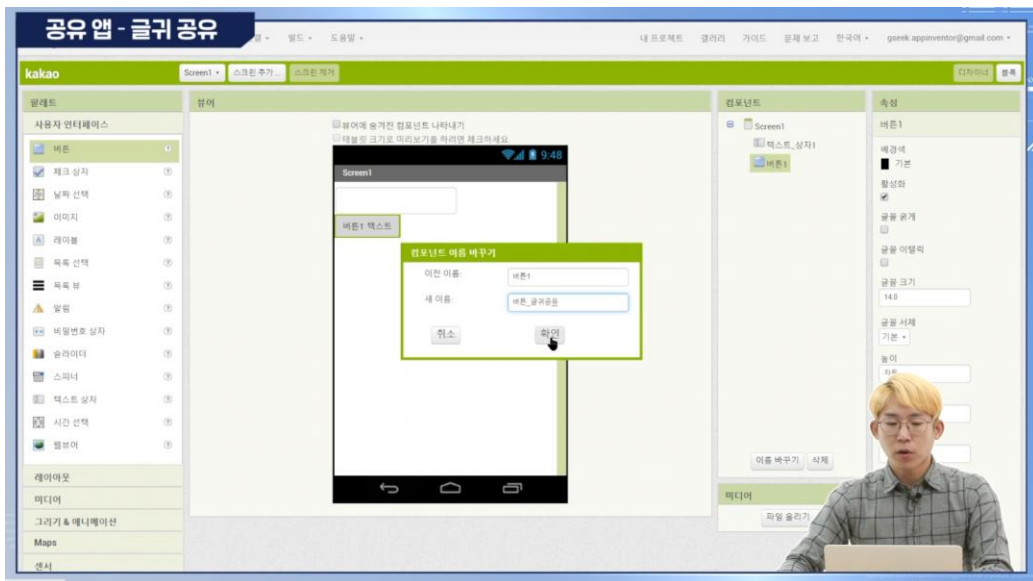 공유 앱 - 글귀 공유
빌드
도움말
내 프로젝트
갤러리
가이드
문제 보고
한국어
gseek.appinventor@gmail.com
kakao
Screen1
스크린 추가 ...
스크린 제거
디자이너
블록
팔레트
사용자 인터페이스
버튼
체크 상자
날짜 선택
이미지
레이블
목록 선택
목록 뷰
알림
비밀번호 상자
슬라이더
스피너
텍스트 상자
시간 선택
웹뷰어
레이아웃
미디어
그리기 & 애니메이션
Maps
센서
뷰어
뷰어에 숨겨진 컴포넌트 나타내기
태블릿 크기로 미리보기를 하려면 체크하세요
9:48
Screen1
버튼1 텍스트
컴포넌트 이름 바꾸기
이전 이름:
버튼1
새 이름:
버튼_글귀공유
취소
확인
컴포넌트
Screen1
텍스트_상자1
버튼1
이름 바꾸기
삭제
미디어
파일 올리기
속성
버튼1
배경색
기본
활성화
글꼴 굵게
글꼴 이탤릭
글꼴 크기
14.0
글꼴 서체
기본
높이